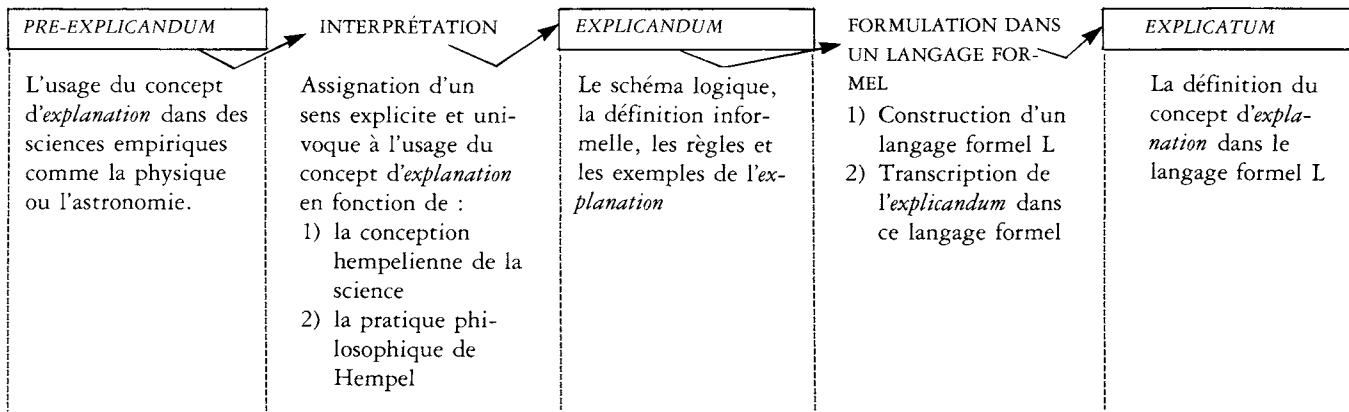 PRE-EXPLICANDUM
L'usage du concept
d'explanation dans des
sciences empiriques
comme la physique
ou l'astronomie.
INTERPRÉTATION
Assignation d'un
sens explicite et uni-
voque à l'usage du
concept d'explanation
en fonction de :
1) la conception
hempelienne de la
science
2) la pratique phi-
losophique de
Hempel
EXPLICANDUM
Le schéma logique,
la définition infor-
melle, les règles et
les exemples de l'ex-
planation
FORMULATION DANS
UN LANGAGE FOR-
MEL
1) Construction d'un
langage formel L
2) Transcription de
l'explicandum dans
ce langage formel
EXPLICATUM
La définition du
concept d'expla-
nation dans le
langage formel L